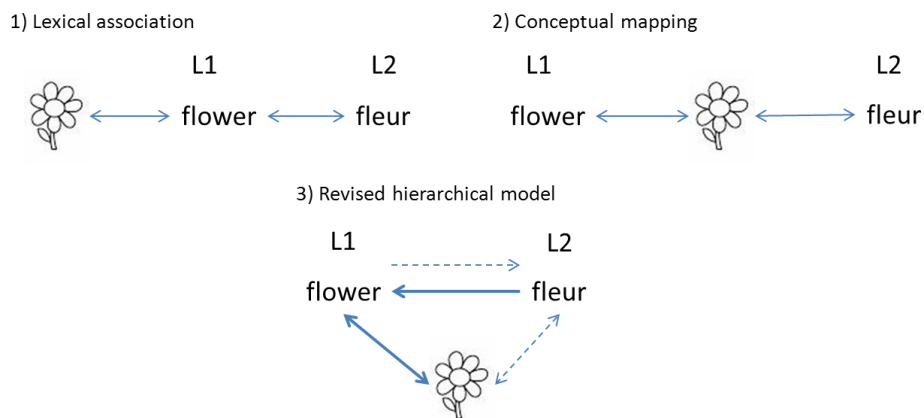 1) Lexical association
L1 L2
flower fleur
2) Conceptual mapping
L1 L2
flower fleur
3) Revised hierarchical model
L1 L2
flower fleur